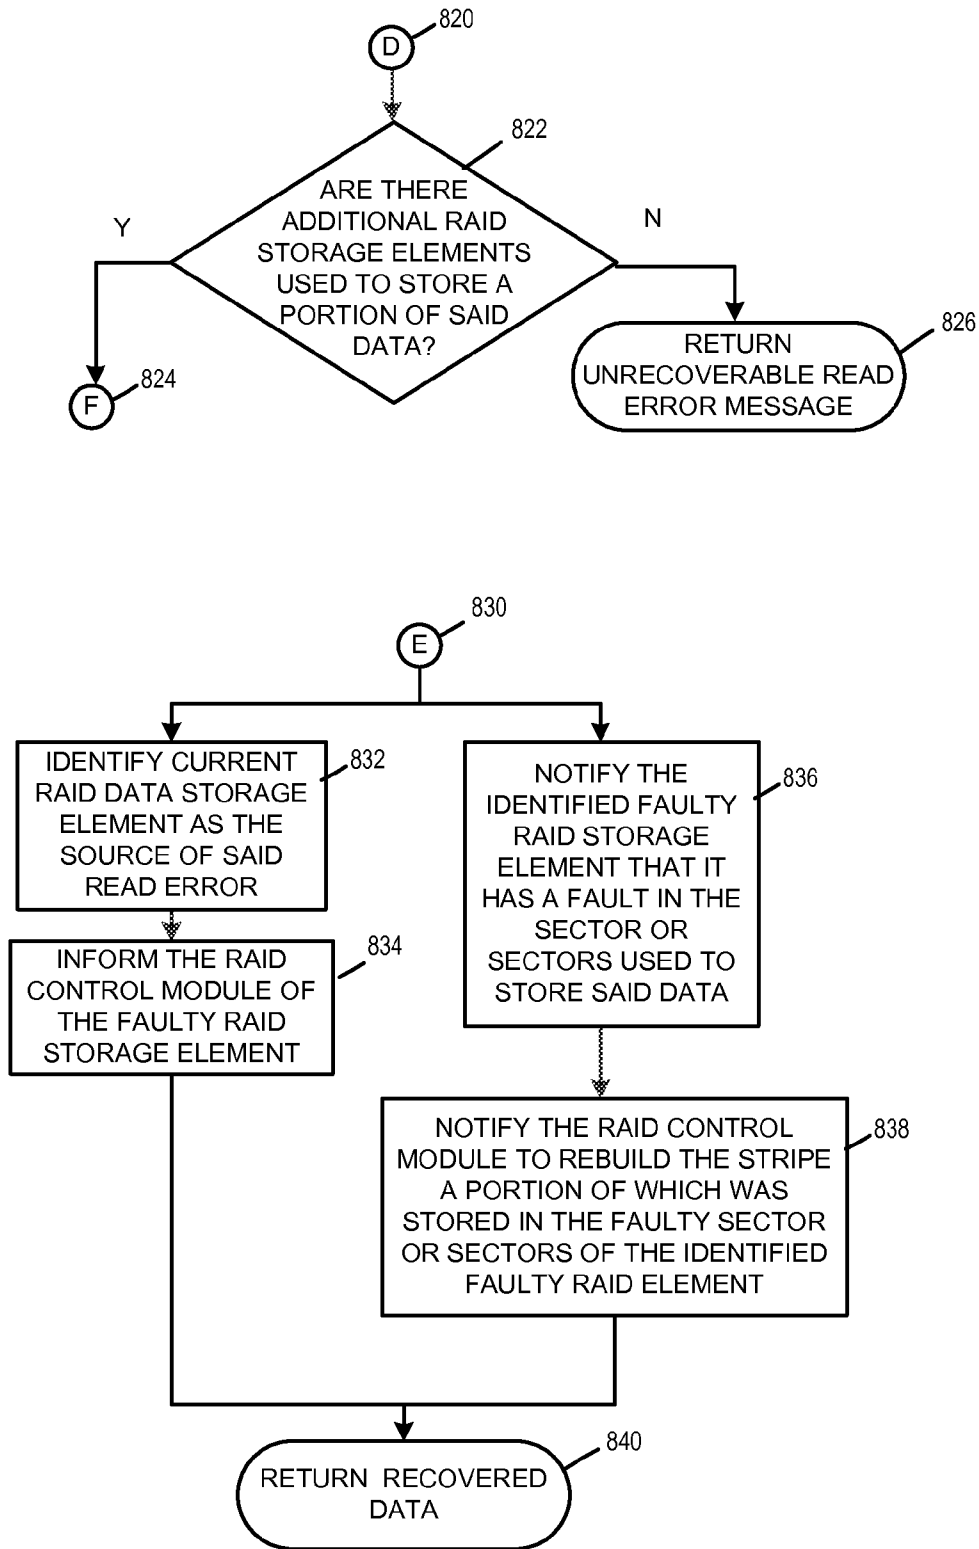 820
D
822
ARE THERE
ADDITIONAL RAID
STORAGE ELEMENTS
USED TO STORE A
PORTION OF SAID
DATA?
Y
N
826
RETURN
UNRECOVERABLE READ
ERROR MESSAGE
824
F
830
E
832
IDENTIFY CURRENT
RAID DATA STORAGE
ELEMENT AS THE
SOURCE OF SAID
READ ERROR
834
INFORM THE RAID
CONTROL MODULE OF
THE FAULTY RAID
STORAGE ELEMENT
836
NOTIFY THE
IDENTIFIED FAULTY
RAID STORAGE
ELEMENT THAT IT
HAS A FAULT IN THE
SECTOR OR
SECTORS USED TO
STORE SAID DATA
838
NOTIFY THE RAID CONTROL
MODULE TO REBUILD THE STRIPE
A PORTION OF WHICH WAS
STORED IN THE FAULTY SECTOR
OR SECTORS OF THE IDENTIFIED
FAULTY RAID ELEMENT
840
RETURN RECOVERED
DATA